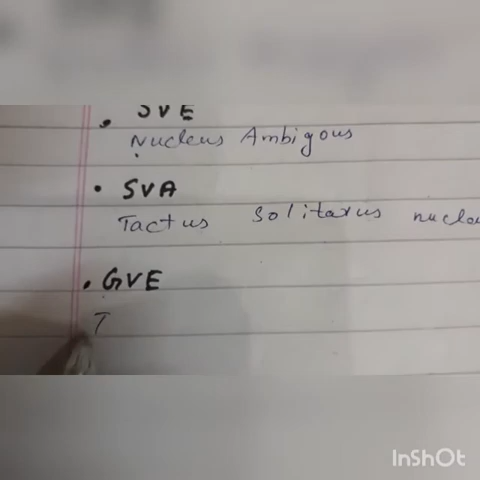 • SVE
Nucleus Ambigous
• SVA
Tactus Solitarus
• GVE
T
InShOt